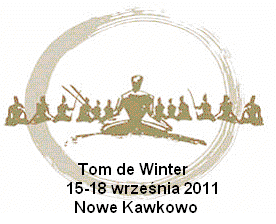 Tom de Winter
15-18 września 2011
Nowe Kawkowo